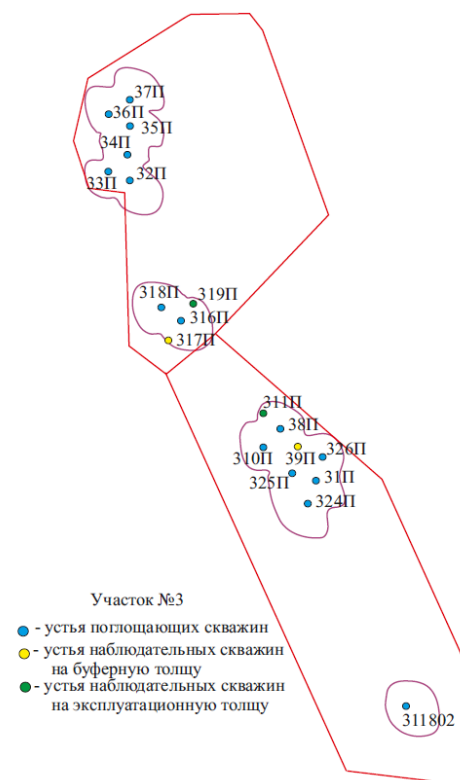 37П
36П
35П
34П
33П 32П
318П 319П
316П
317П
311П
38П
310П 39П 326П
325П 31П
324П
Участок №3
- устья поглощающих скважин
- устья наблюдательных скважин
на буферную толщу
- устья наблюдательных скважин
на эксплуатационную толщу
311802